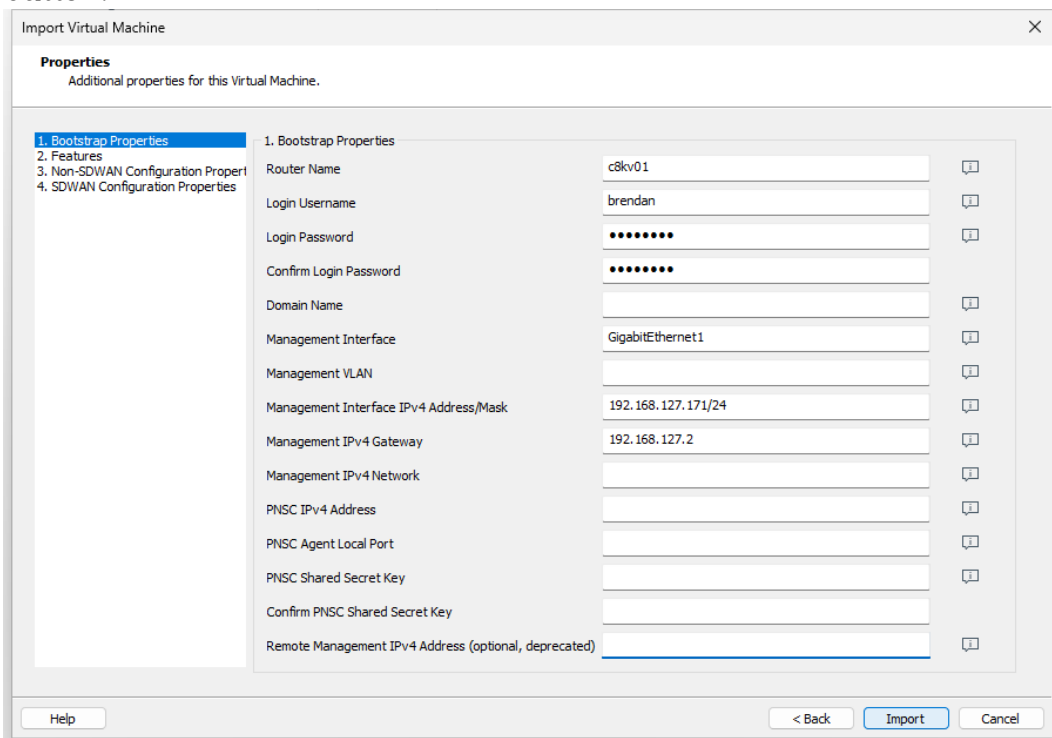 Import Virtual Machine
Properties
Additional properties for this Virtual Machine.
1. Bootstrap Properties
2. Features
3. Non-SDWAN Configuration Propert
4. SDWAN Configuration Properties
1. Bootstrap Properties
Router Name c8kv01
Login Username brendan
Login Password ••••••••
Confirm Login Password ••••••••
Domain Name
Management Interface GigabitEthernet1
Management VLAN
Management Interface IPv4 Address/Mask 192.168.127.171/24
Management IPv4 Gateway 192.168.127.2
Management IPv4 Network
PNSC IPv4 Address
PNSC Agent Local Port
PNSC Shared Secret Key
Confirm PNSC Shared Secret Key
Remote Management IPv4 Address (optional, deprecated)
Help < Back Import Cancel